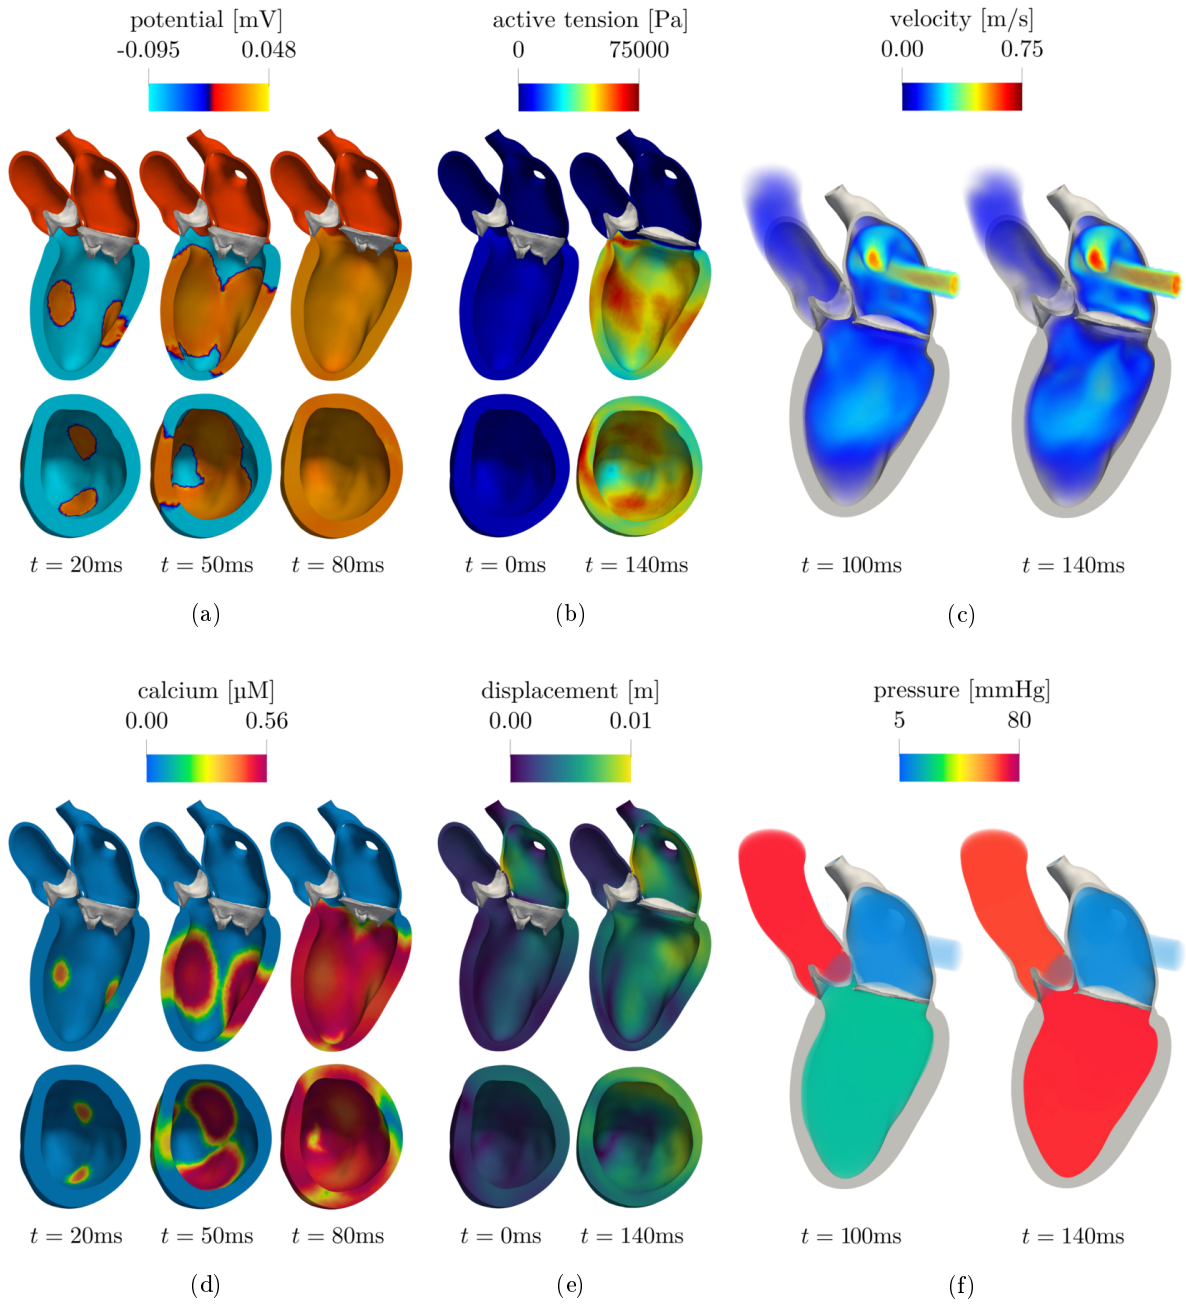 potential [mV]
-0.095 0.048
active tension [Pa]
0 75000
velocity [m/s]
0.00 0.75
t = 20ms t = 50ms t = 80ms
t = 0ms t = 140ms
t = 100ms t = 140ms
(a) (b) (c)
calcium [µM]
0.00 0.56
displacement [m]
0.00 0.01
pressure [mmHg]
5 80
t = 20ms t = 50ms t = 80ms
t = 0ms t = 140ms
t = 100ms t = 140ms
(d) (e) (f)